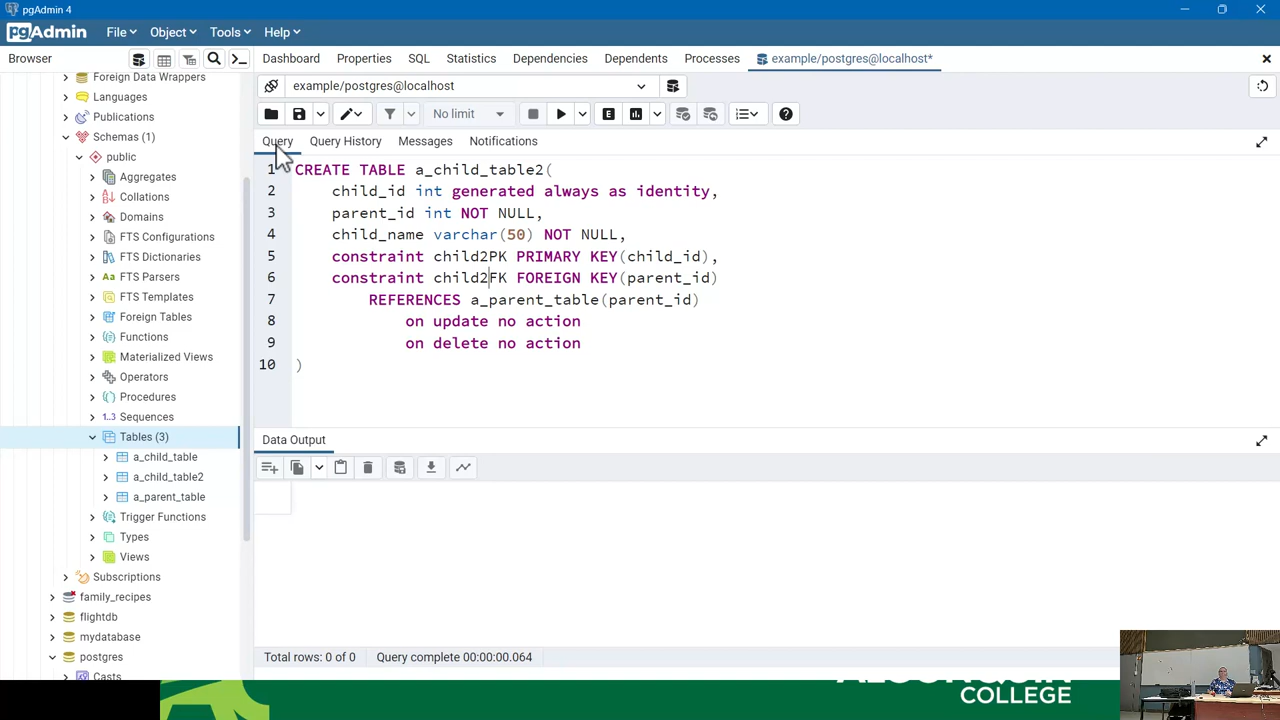 pgAdmin 4
pgAdmin File Object Tools Help
Browser
Dashboard Properties SQL Statistics Dependencies Dependents Processes example/postgres@localhost*
Foreign Data Wrappers
Languages
Publications
Schemas (1)
public
Aggregates
Collations
Domains
FTS Configurations
FTS Dictionaries
FTS Parsers
FTS Templates
Foreign Tables
Functions
Materialized Views
Operators
Procedures
1..3 Sequences
Tables (3)
a_child_table
a_child_table2
a_parent_table
Trigger Functions
Types
Views
Subscriptions
family_recipes
flightdb
mydatabase
postgres
Casts
example/postgres@localhost
No limit
E
Query Query History Messages Notifications
1 CREATE TABLE a_child_table2(
2 child_id int generated always as identity,
3 parent_id int NOT NULL,
4 child_name varchar(50) NOT NULL,
5 constraint child2PK PRIMARY KEY(child_id),
6 constraint child2FK FOREIGN KEY(parent_id)
7 REFERENCES a_parent_table(parent_id)
8 on update no action
9 on delete no action
10 )
Data Output
Total rows: 0 of 0 Query complete 00:00:00.064
ALGONQUIN
COLLEGE